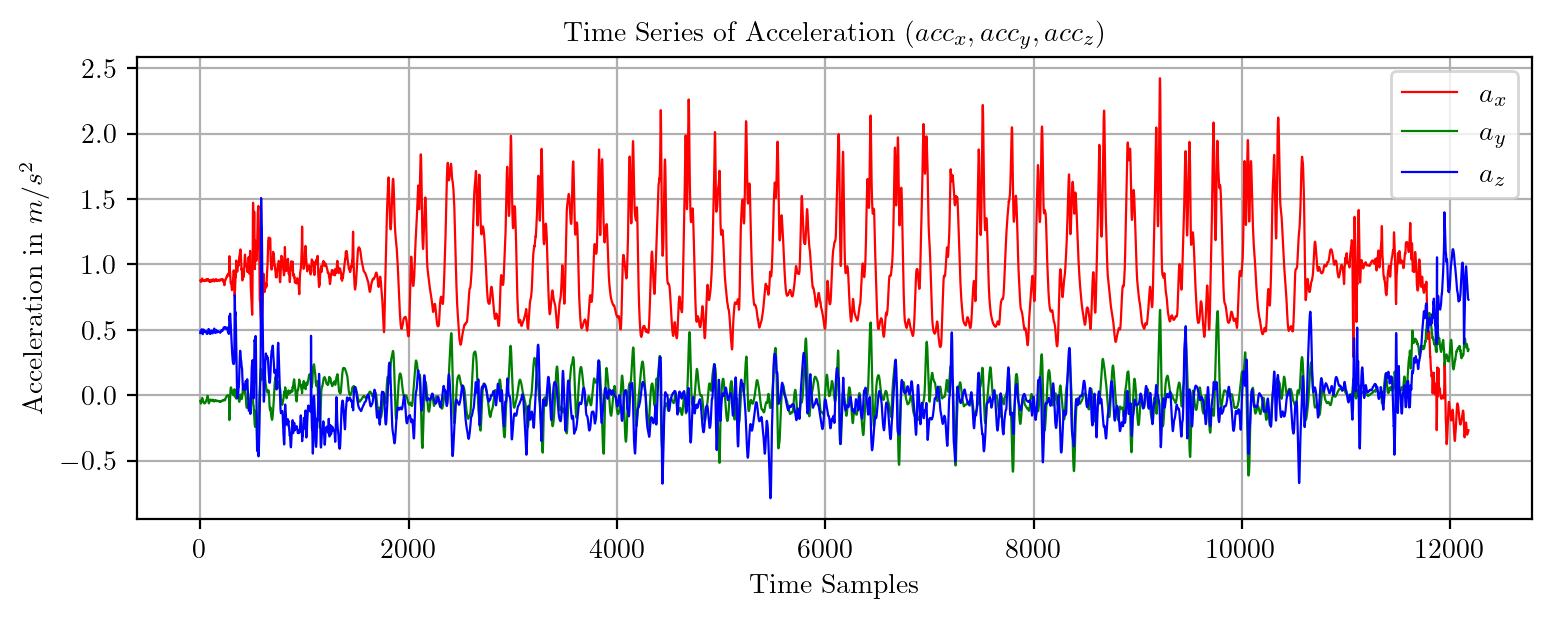 Time Series of Acceleration (acc_x, acc_y, acc_z)
2.5
2.0
1.5
1.0
0.5
0.0
−0.5
Acceleration in m/s²
a_x
a_y
a_z
0 2000 4000 6000 8000 10000 12000
Time Samples